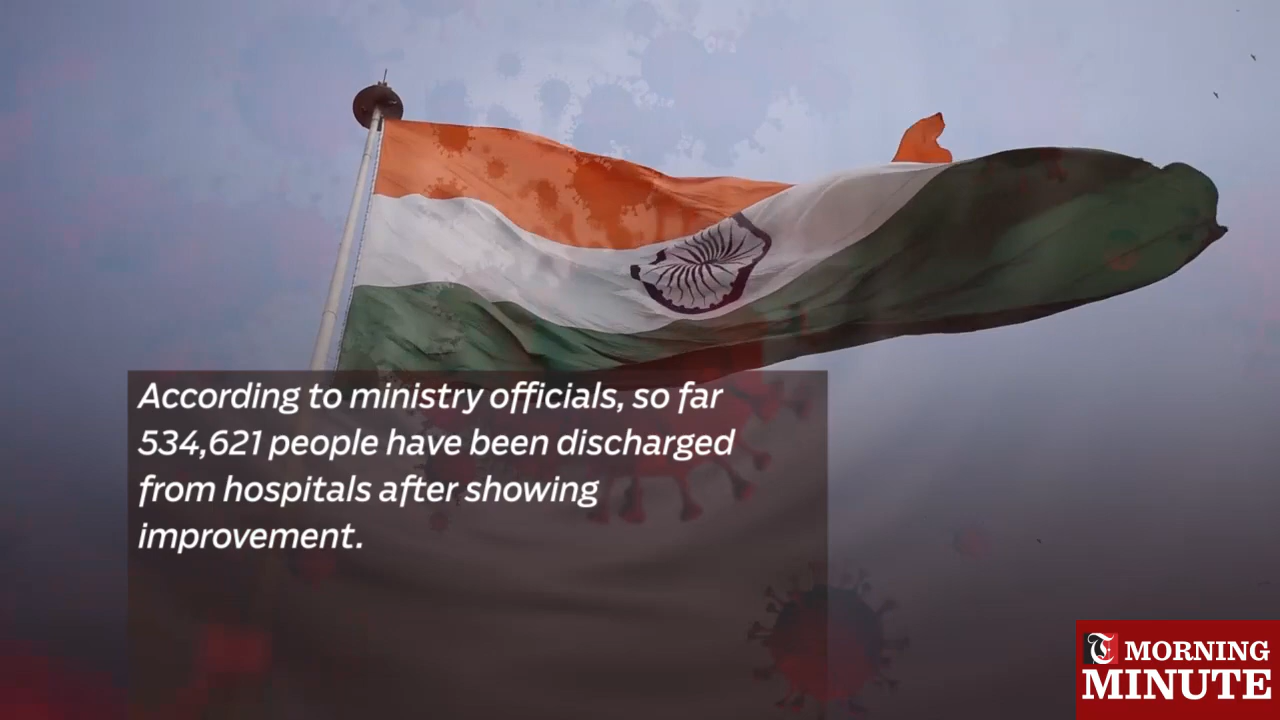 According to ministry officials, so far
534,621 people have been discharged
from hospitals after showing
improvement.
T MORNING
MINUTE